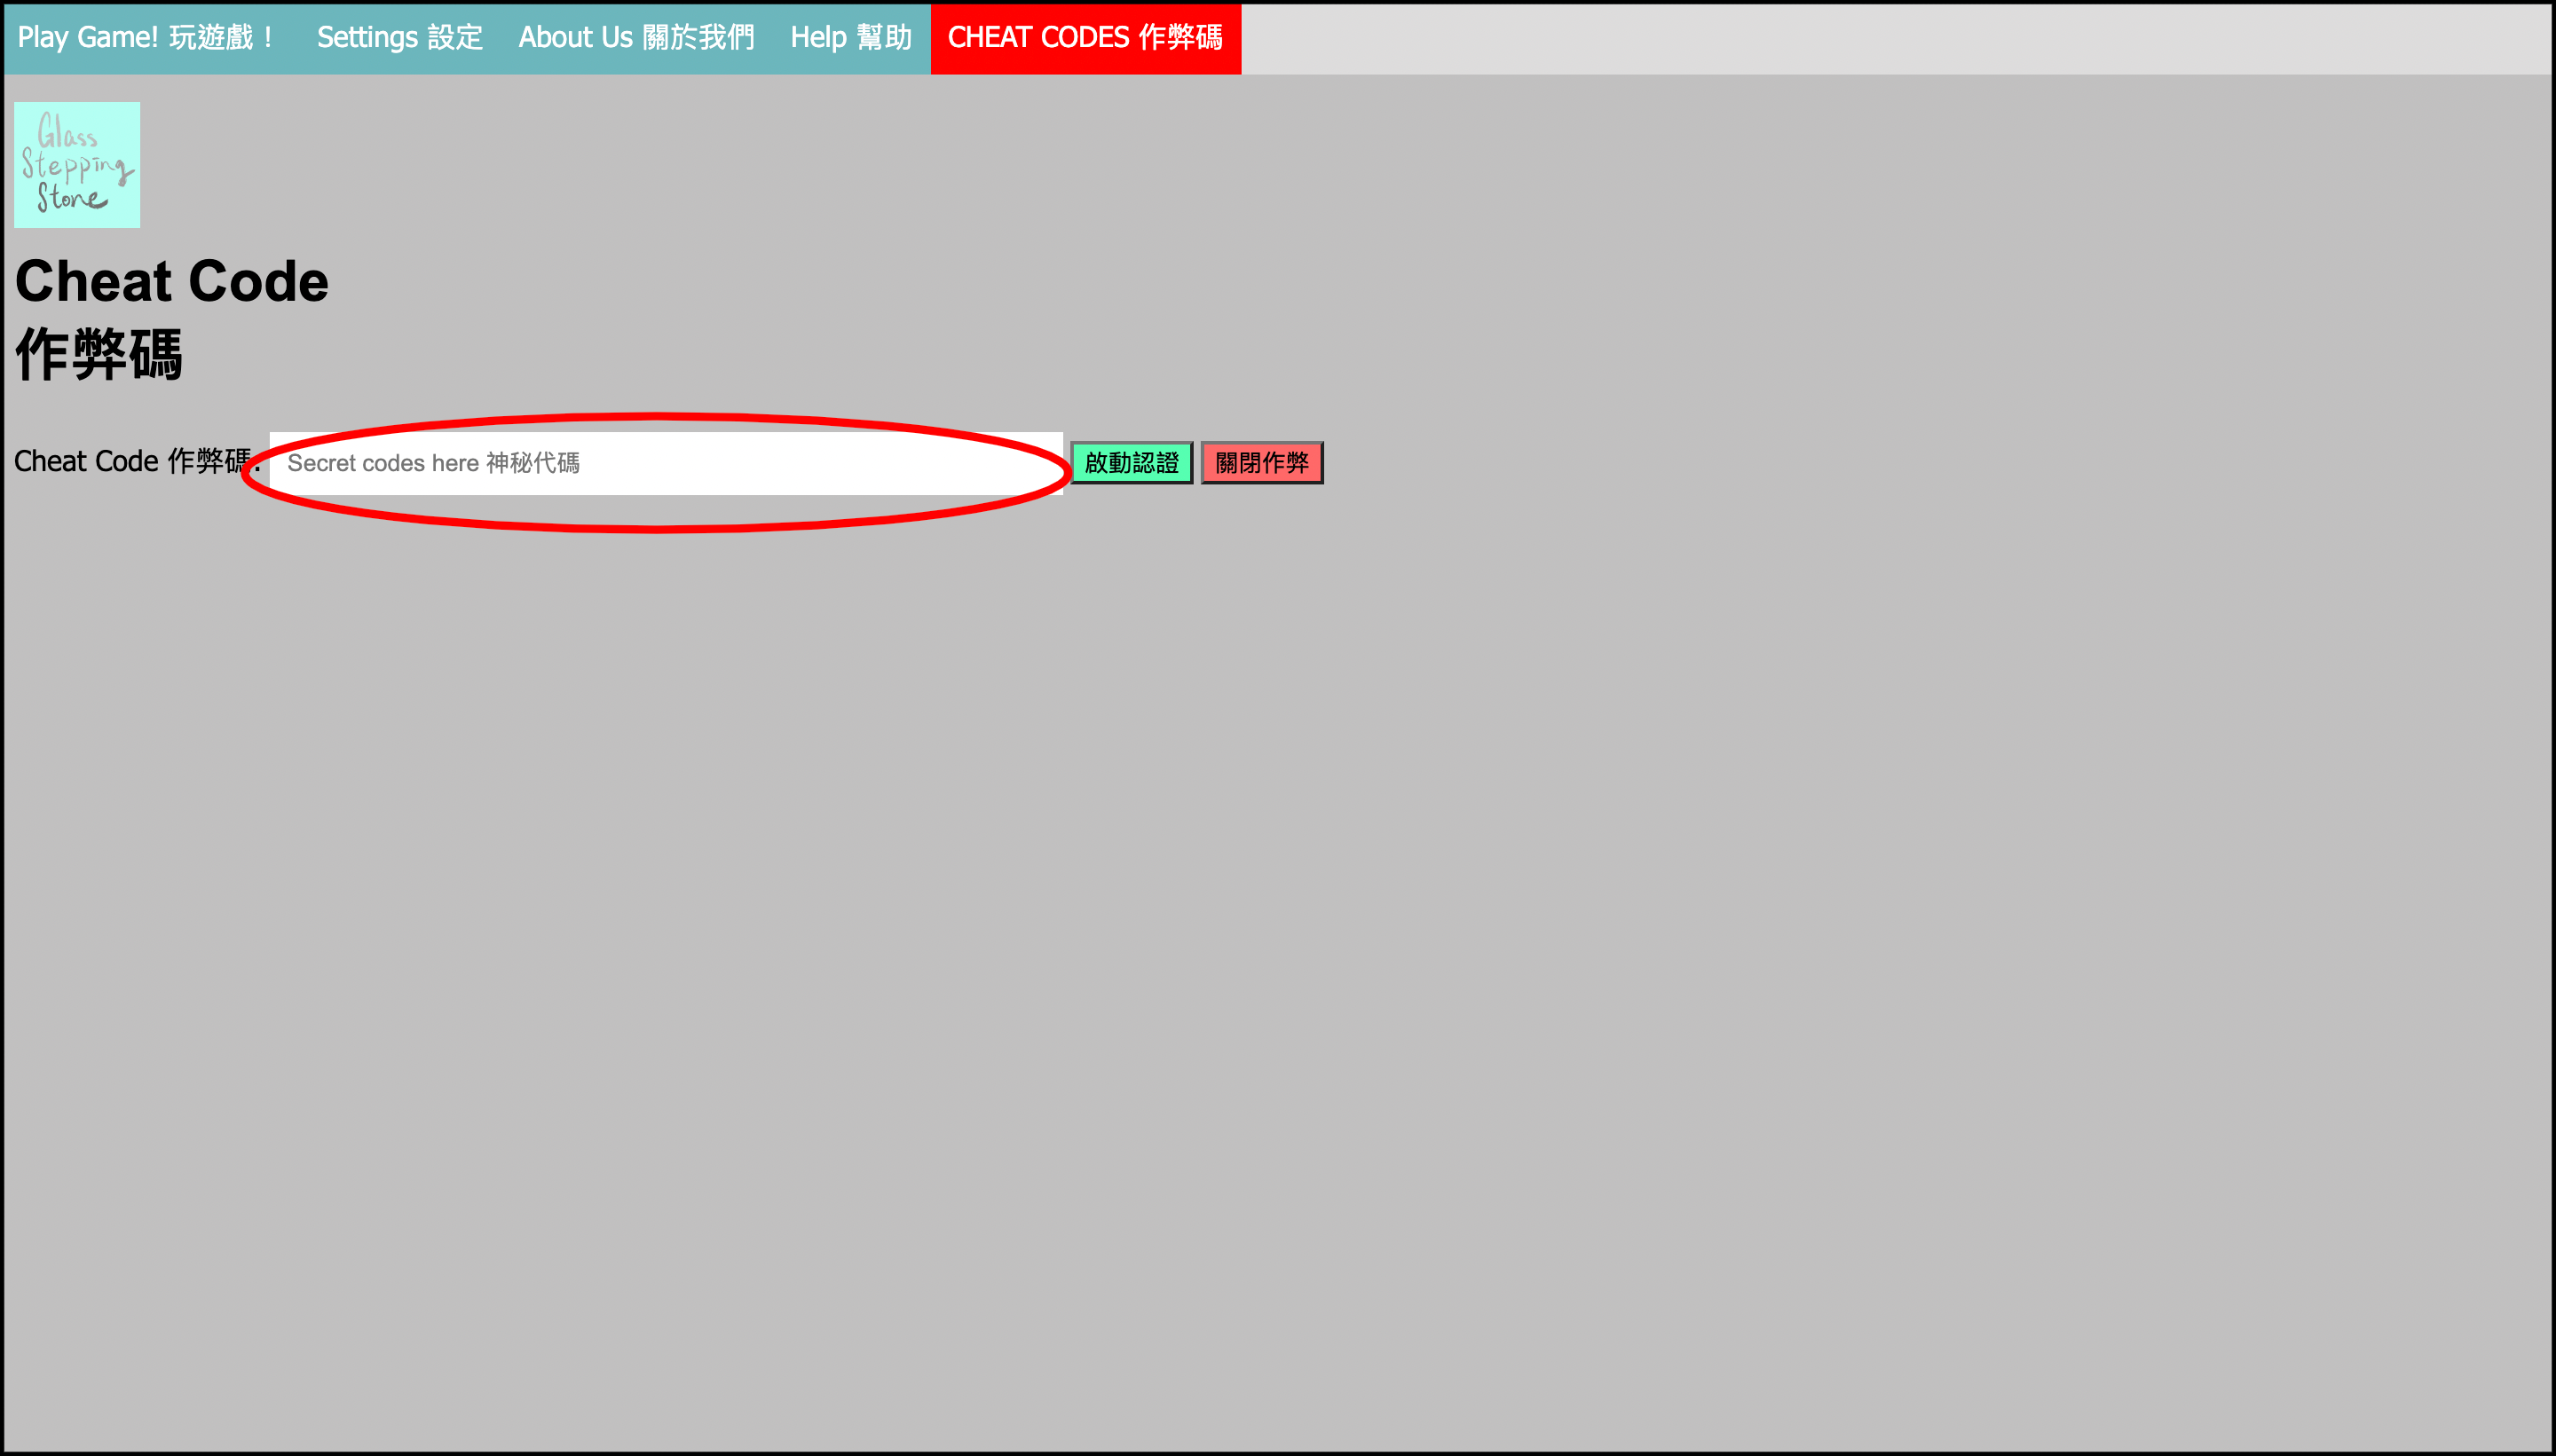 Play Game! 玩遊戲！ Settings 設定 About Us 關於我們 Help 幫助 CHEAT CODES 作弊碼
Glass
Stepping
Stone
Cheat Code
作弊碼
Cheat Code 作弊碼: Secret codes here 神秘代碼 啟動認證 關閉作弊